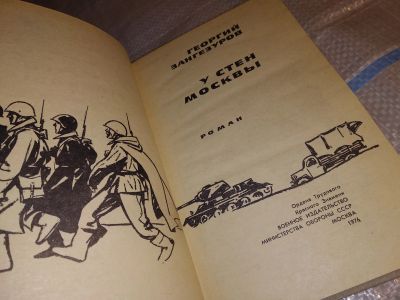 ГЕОРГИЙ
ЗАНГЕЗУРОВ
У СТЕН
МОСКВЫ
РОМАН
Ордена Трудового
Красного Знамени
ВОЕННОЕ ИЗДАТЕЛЬСТВО
МИНИСТЕРСТВА ОБОРОНЫ СССР
МОСКВА
1976